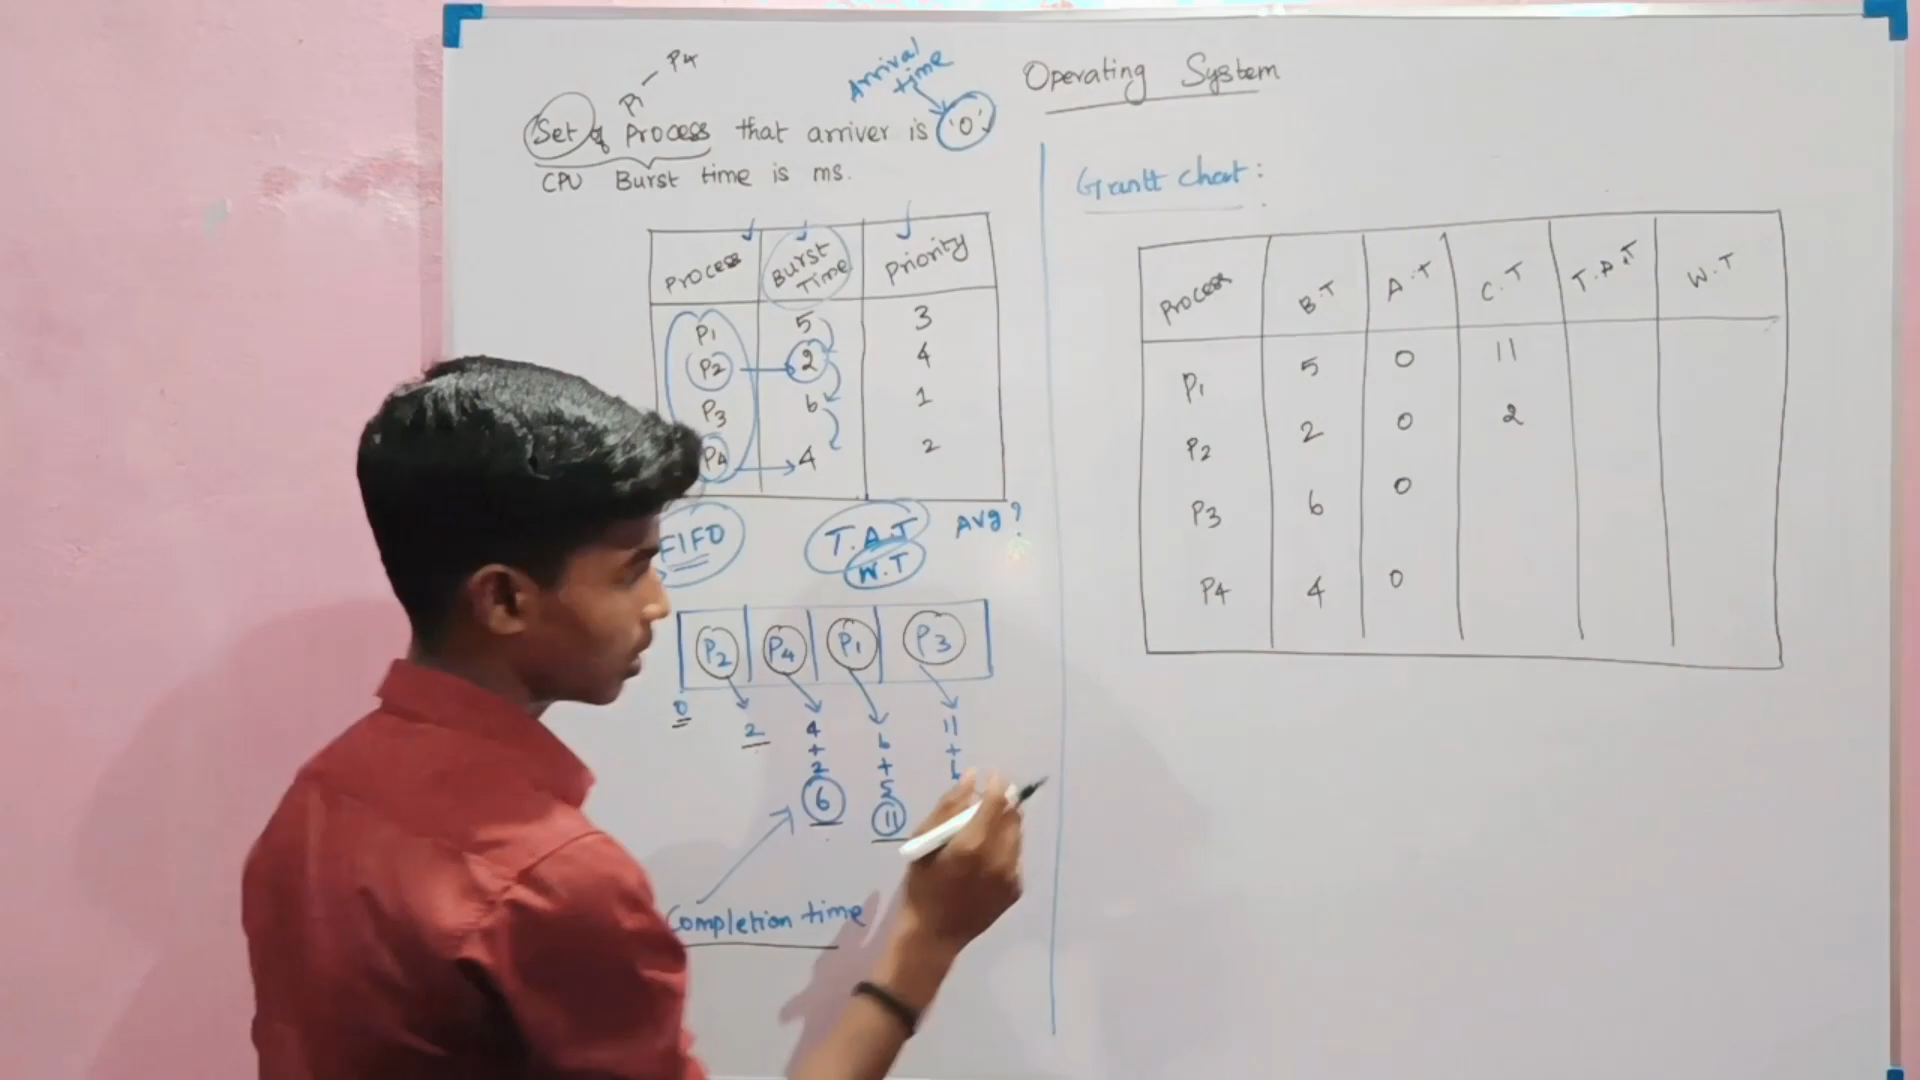 Operating System
P1 — P4
Arrival time
Set of Process that arriver is '0'
CPU Burst time is ms.
Process Burst Time Priority
P1 5 3
P2 2 4
P3 6 1
P4 4 2
FIFO T.A.T Avg?
W.T
P2 P4 P1 P3
0 2 4 6 11
+ + +
2 5
6 11
Completion time
Grantt chart:
Process B.T A.T C.T T.A.T W.T
P1 5 0 11
P2 2 0 2
P3 6 0
P4 4 0